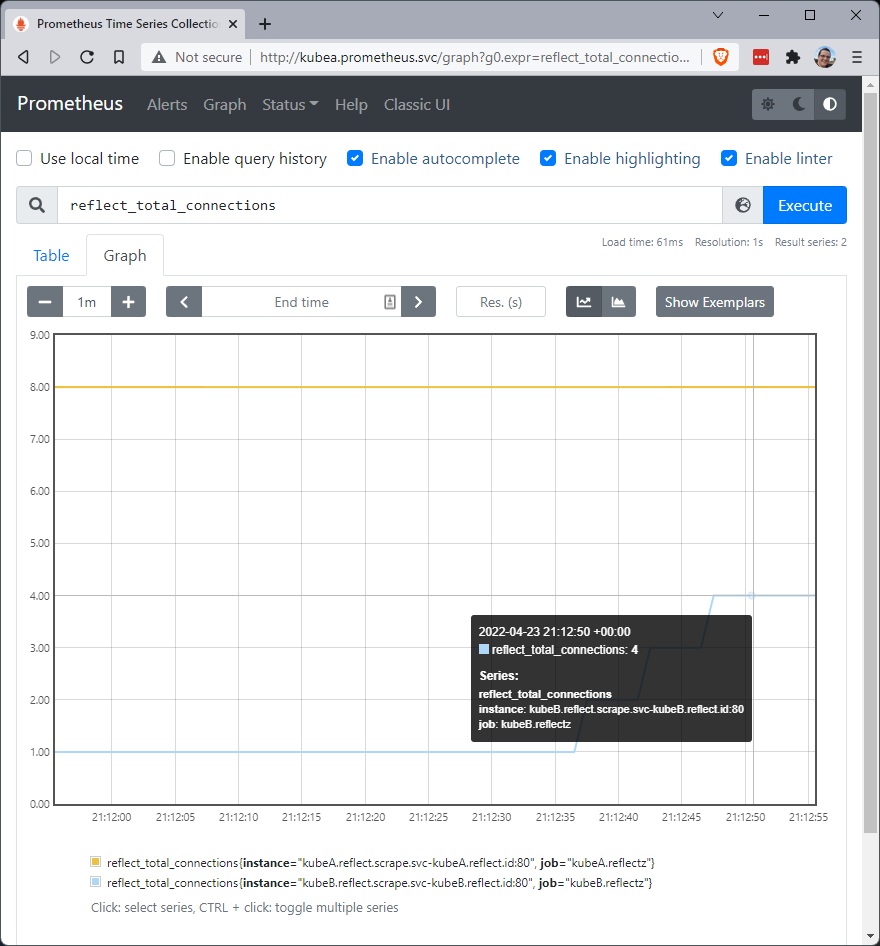 Prometheus Time Series Collectio
Not secure http://kubea.prometheus.svc/graph?g0.expr=reflect_total_connectio...
Prometheus Alerts Graph Status Help Classic UI
Use local time Enable query history Enable autocomplete Enable highlighting Enable linter
reflect_total_connections Execute
Load time: 61ms Resolution: 1s Result series: 2
Table Graph
1m End time Res. (s) Show Exemplars
9.00
8.00
7.00
6.00
5.00
4.00
3.00
2.00
1.00
0.00
2022-04-23 21:12:50 +00:00
reflect_total_connections: 4
Series:
reflect_total_connections
instance: kubeB.reflect.scrape.svc-kubeB.reflect.id:80
job: kubeB.reflectz
21:12:00 21:12:05 21:12:10 21:12:15 21:12:20 21:12:25 21:12:30 21:12:35 21:12:40 21:12:45 21:12:50 21:12:55
reflect_total_connections{instance="kubeA.reflect.scrape.svc-kubeA.reflect.id:80", job="kubeA.reflectz"}
reflect_total_connections{instance="kubeB.reflect.scrape.svc-kubeB.reflect.id:80", job="kubeB.reflectz"}
Click: select series, CTRL + click: toggle multiple series